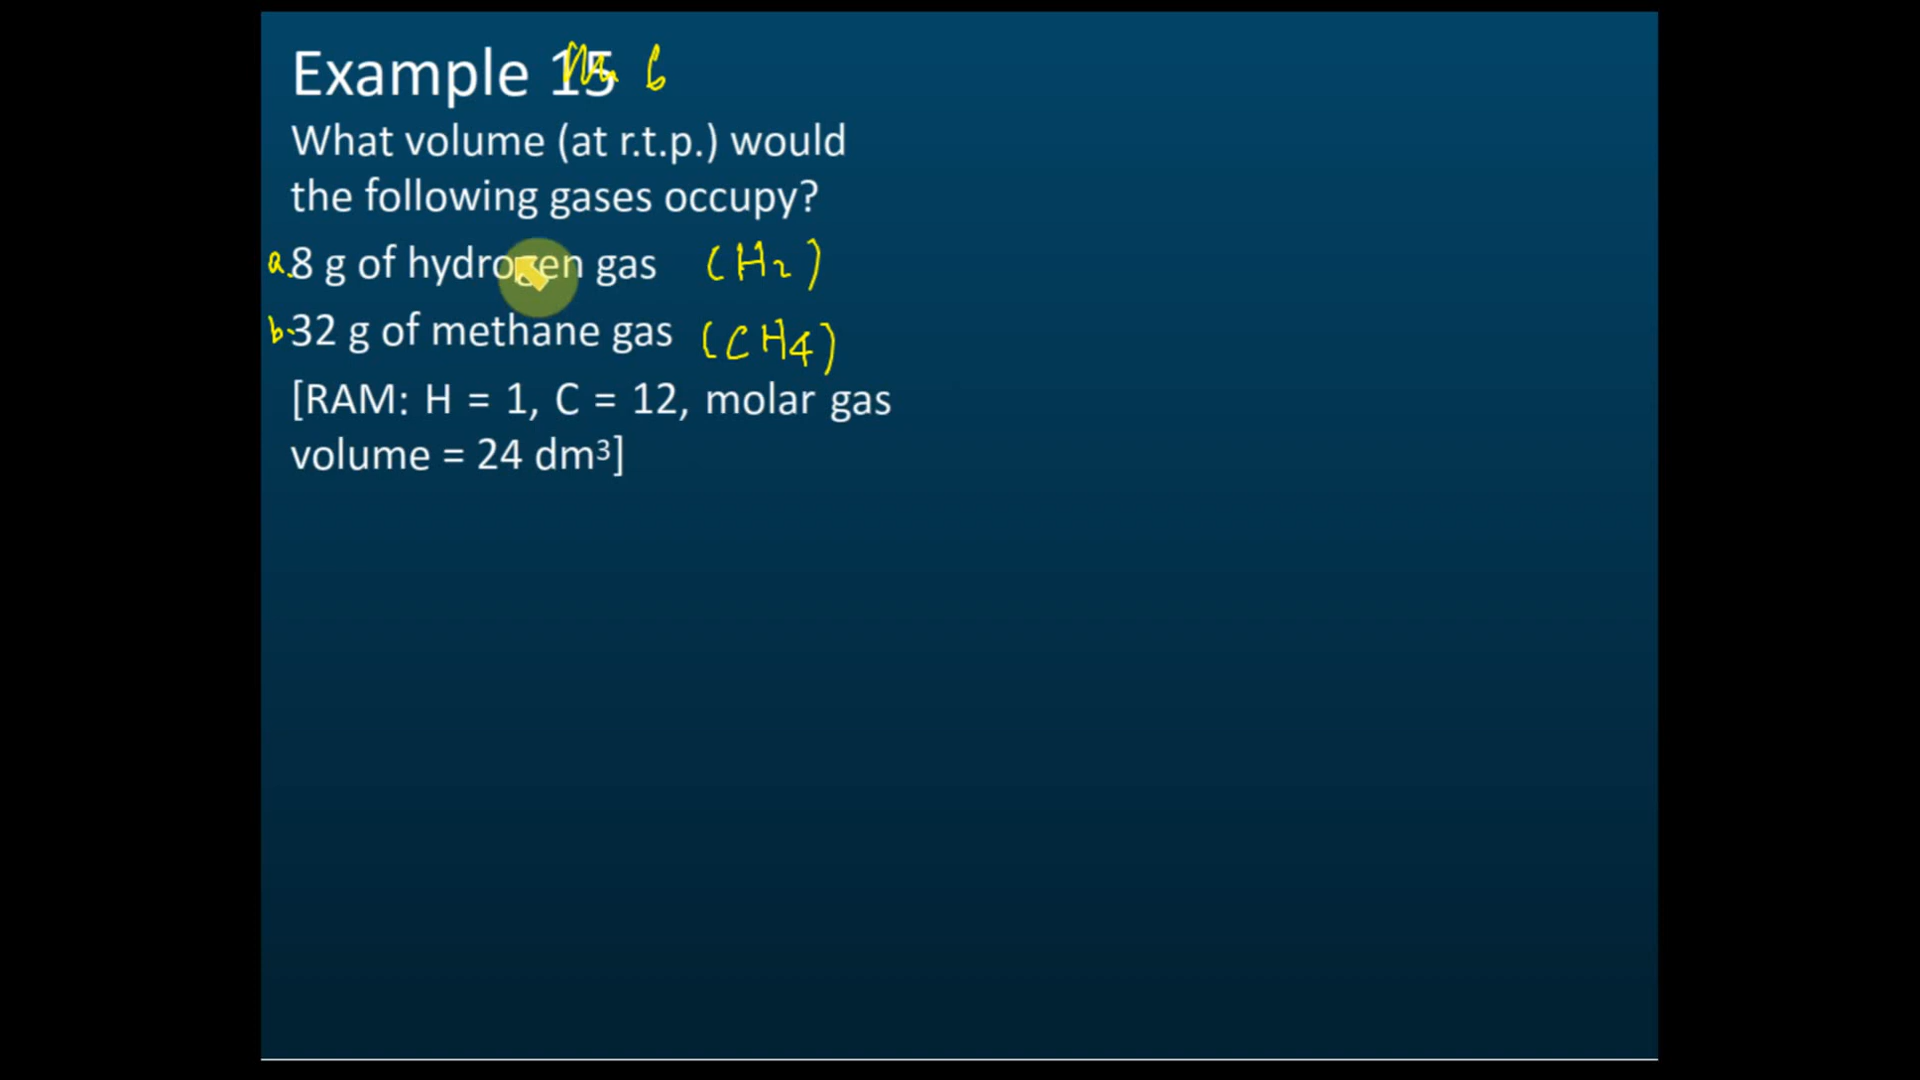 Example 15 6
What volume (at r.t.p.) would
the following gases occupy?
a. 8 g of hydrogen gas (H2)
b. 32 g of methane gas (CH4)
[RAM: H = 1, C = 12, molar gas
volume = 24 dm³]